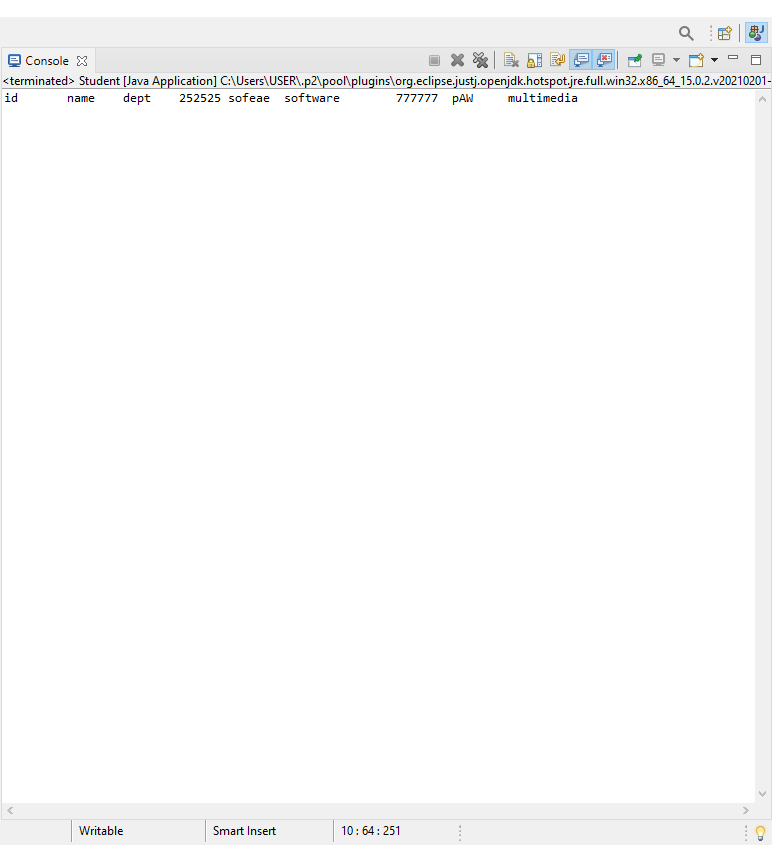 Console
<terminated> Student [Java Application] C:\Users\USER\.p2\pool\plugins\org.eclipse.justj.openjdk.hotspot.jre.full.win32.x86_64_15.0.2.v20210201-
id name dept 252525 sofeae software 777777 pAW multimedia
Writable Smart Insert 10 : 64 : 251